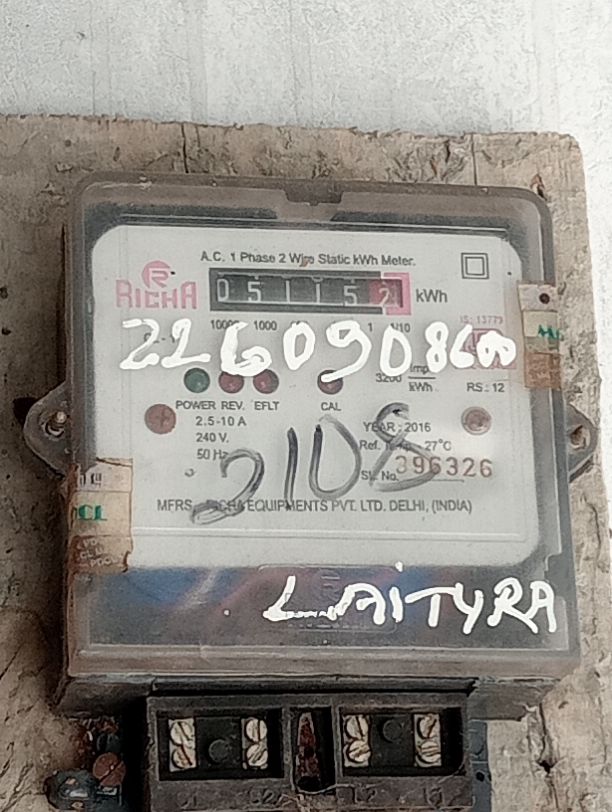 A.C. 1 Phase 2 Wire Static kWh Meter.
R
RICHA
051152 kWh
1000 1 1/10
IS: 13779
2260908600
3200 Imp/kWh
RS.: 12
POWER REV. EFLT CAL
2.5-10 A
240 V.
50 Hz
YEAR : 2016
Ref. Temp. 27°C
SL. No. 396326
2105
MFRS. RICHA EQUIPMENTS PVT. LTD. DELHI, (INDIA)
CL
LAITYRA